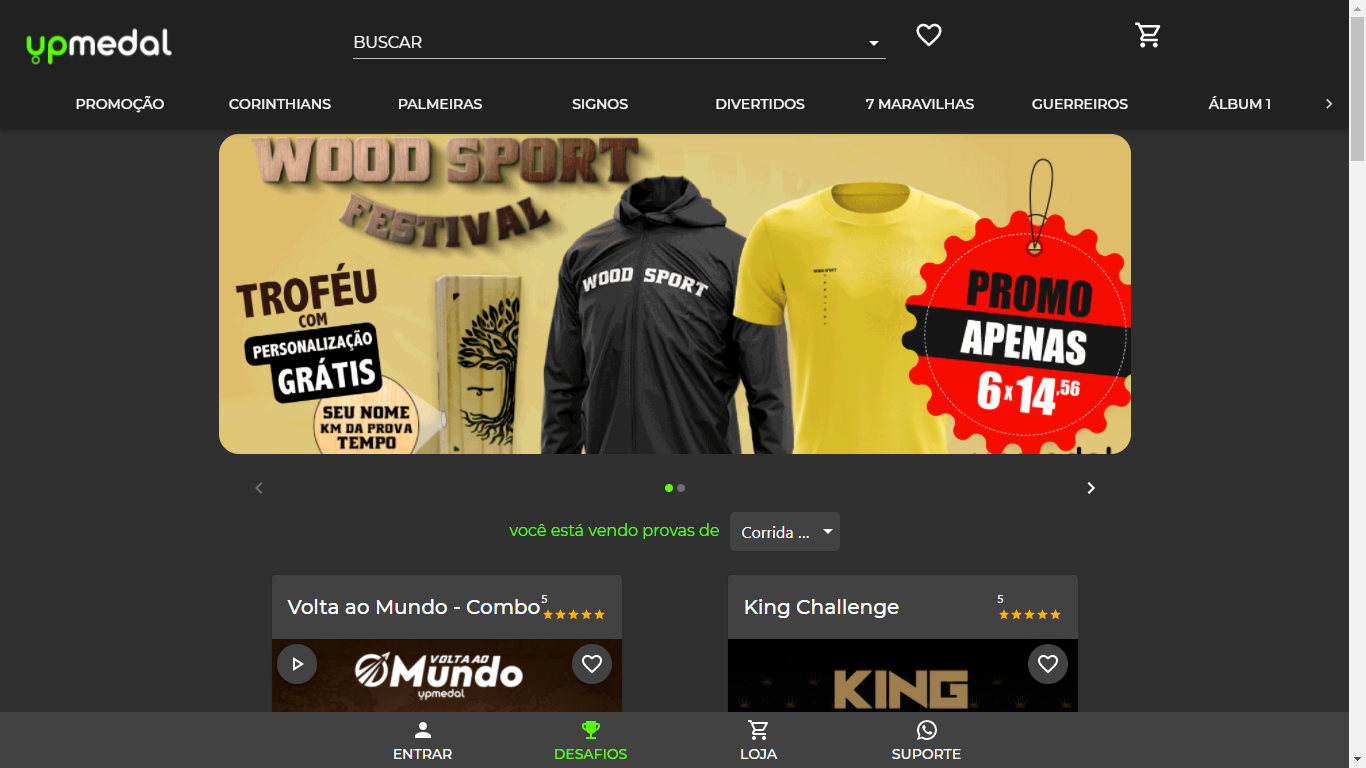 upmedal
BUSCAR
PROMOÇÃO
CORINTHIANS
PALMEIRAS
SIGNOS
DIVERTIDOS
7 MARAVILHAS
GUERREIROS
ÁLBUM 1
WOOD SPORT
FESTIVAL
TROFÉU
COM
PERSONALIZAÇÃO
GRÁTIS
SEU NOME
KM DA PROVA
TEMPO
WOOD SPORT
WOOD SPORT
PROMO
APENAS
6x14,56
você está vendo provas de
Corrida ...
Volta ao Mundo - Combo
5
King Challenge
5
VOLTA AO
Mundo
upmedal
KING
ENTRAR
DESAFIOS
LOJA
SUPORTE